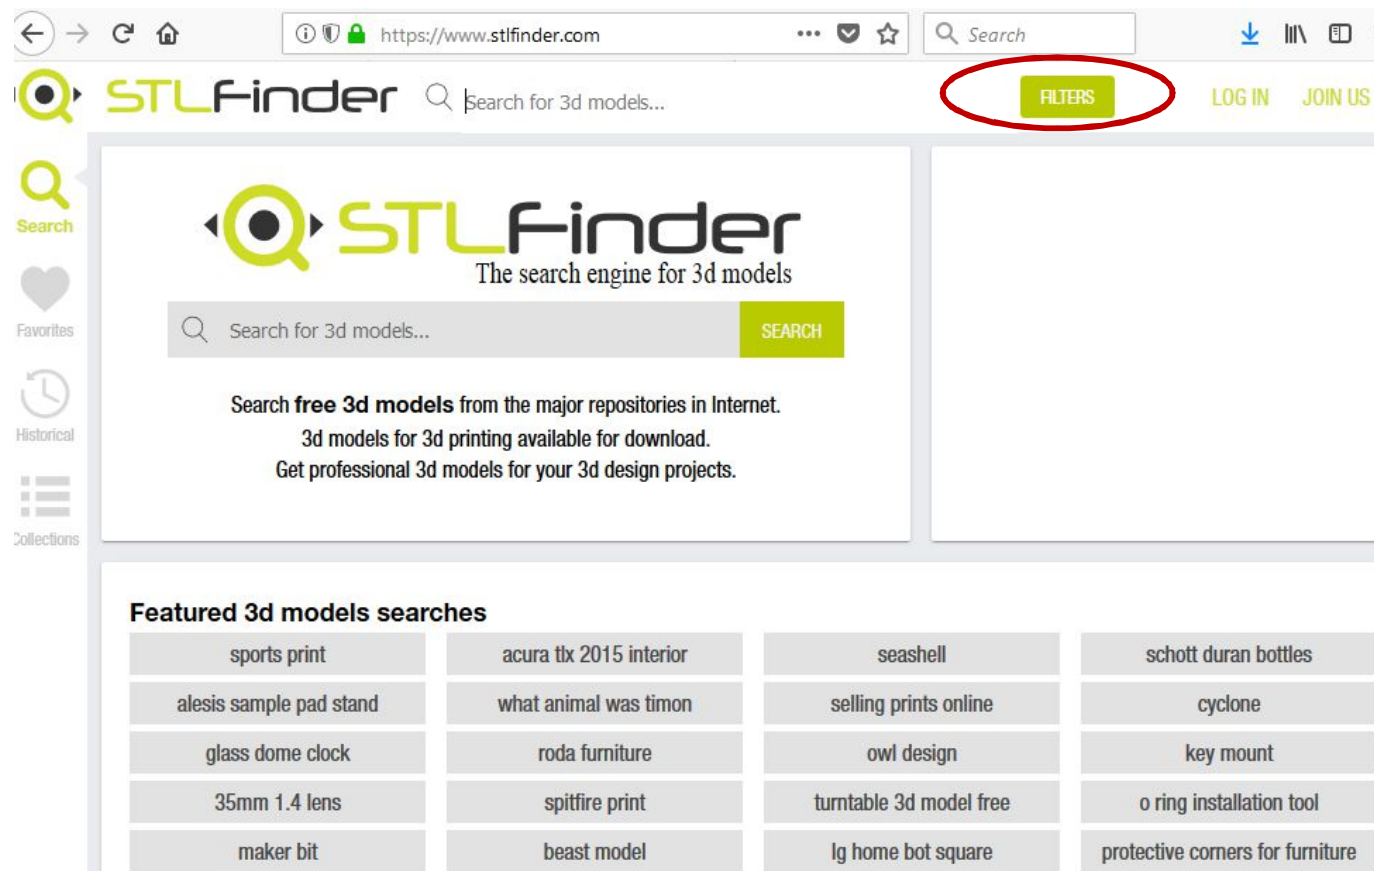 https://www.stlfinder.com
Search
STLFinder
Search for 3d models...
FILTERS
LOG IN
JOIN US
Search
Favorites
Historical
Collections
STLFinder
The search engine for 3d models
Search for 3d models...
SEARCH
Search free 3d models from the major repositories in Internet.
3d models for 3d printing available for download.
Get professional 3d models for your 3d design projects.
Featured 3d models searches
sports print
acura tlx 2015 interior
seashell
schott duran bottles
alesis sample pad stand
what animal was timon
selling prints online
cyclone
glass dome clock
roda furniture
owl design
key mount
35mm 1.4 lens
spitfire print
turntable 3d model free
o ring installation tool
maker bit
beast model
lg home bot square
protective corners for furniture